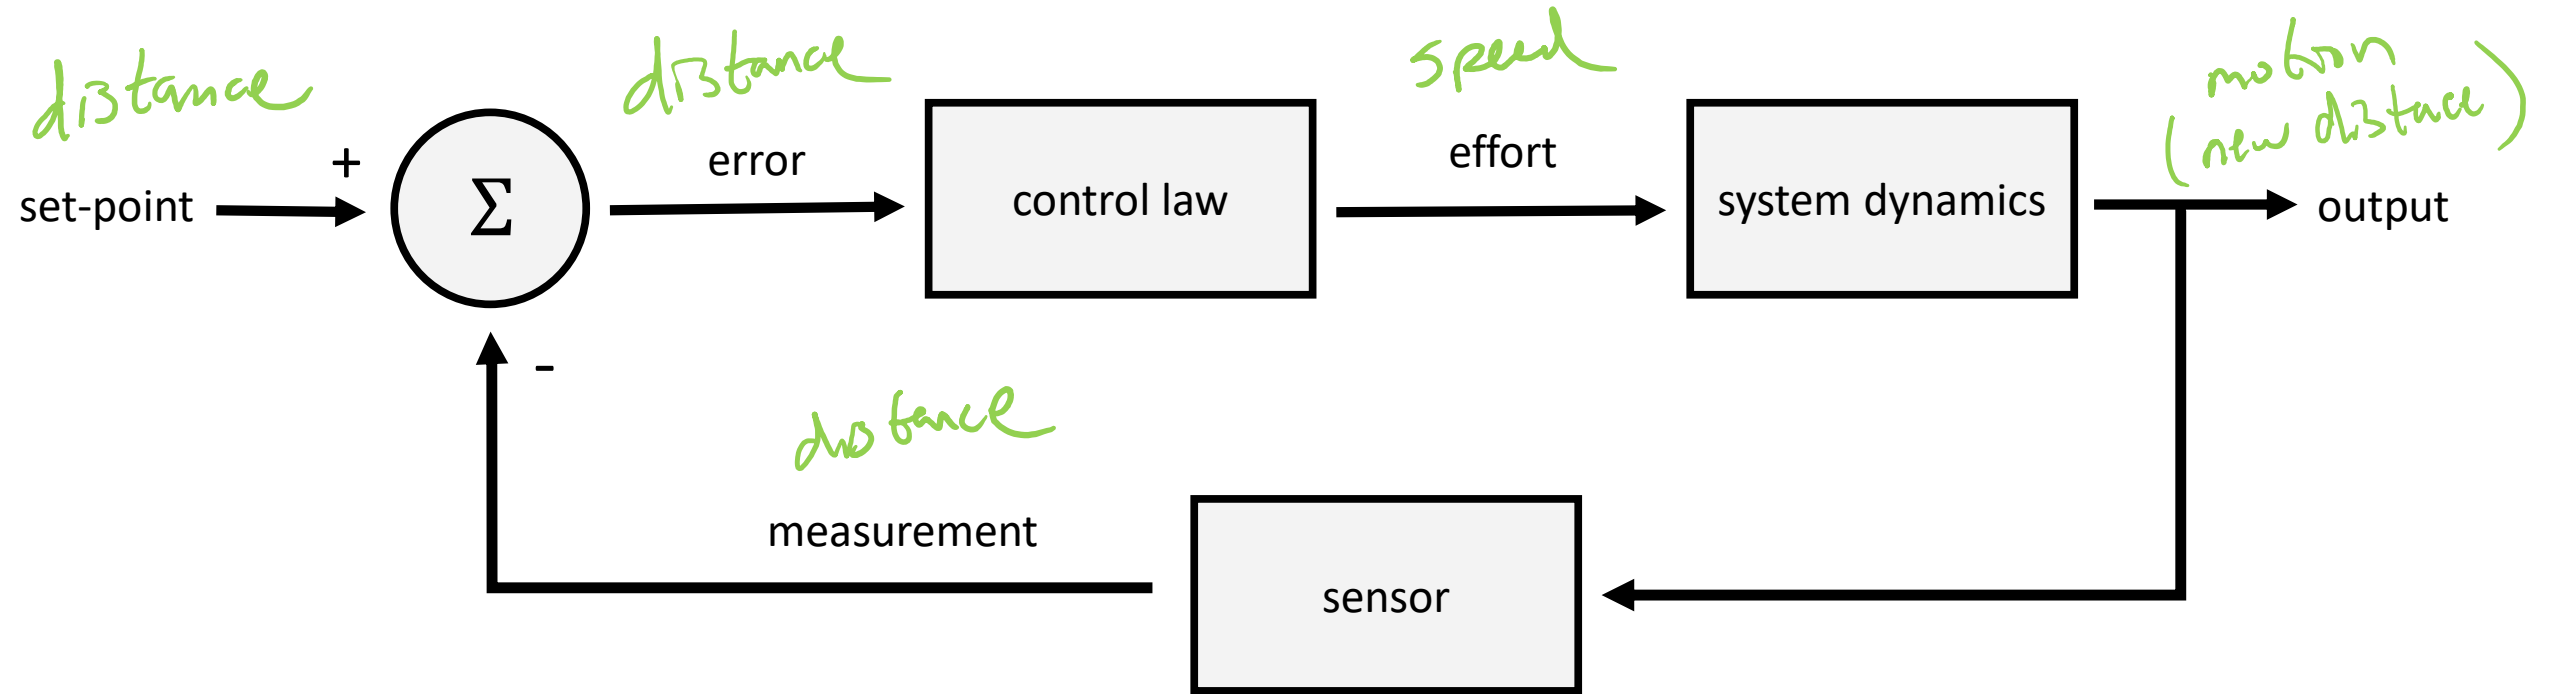 distance
distance
speed
motion
(new distance)
+
error
effort
set-point
Σ
control law
system dynamics
output
-
distance
measurement
sensor